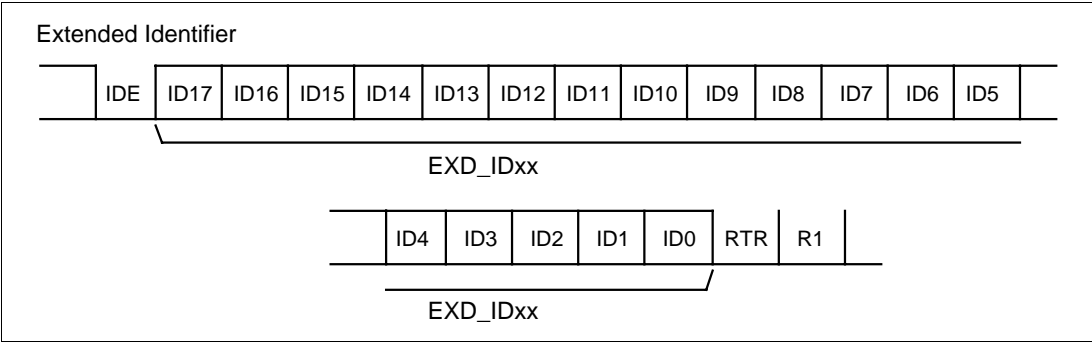 Extended Identifier
IDE ID17 ID16 ID15 ID14 ID13 ID12 ID11 ID10 ID9 ID8 ID7 ID6 ID5
EXD_IDxx
ID4 ID3 ID2 ID1 ID0 RTR R1
EXD_IDxx